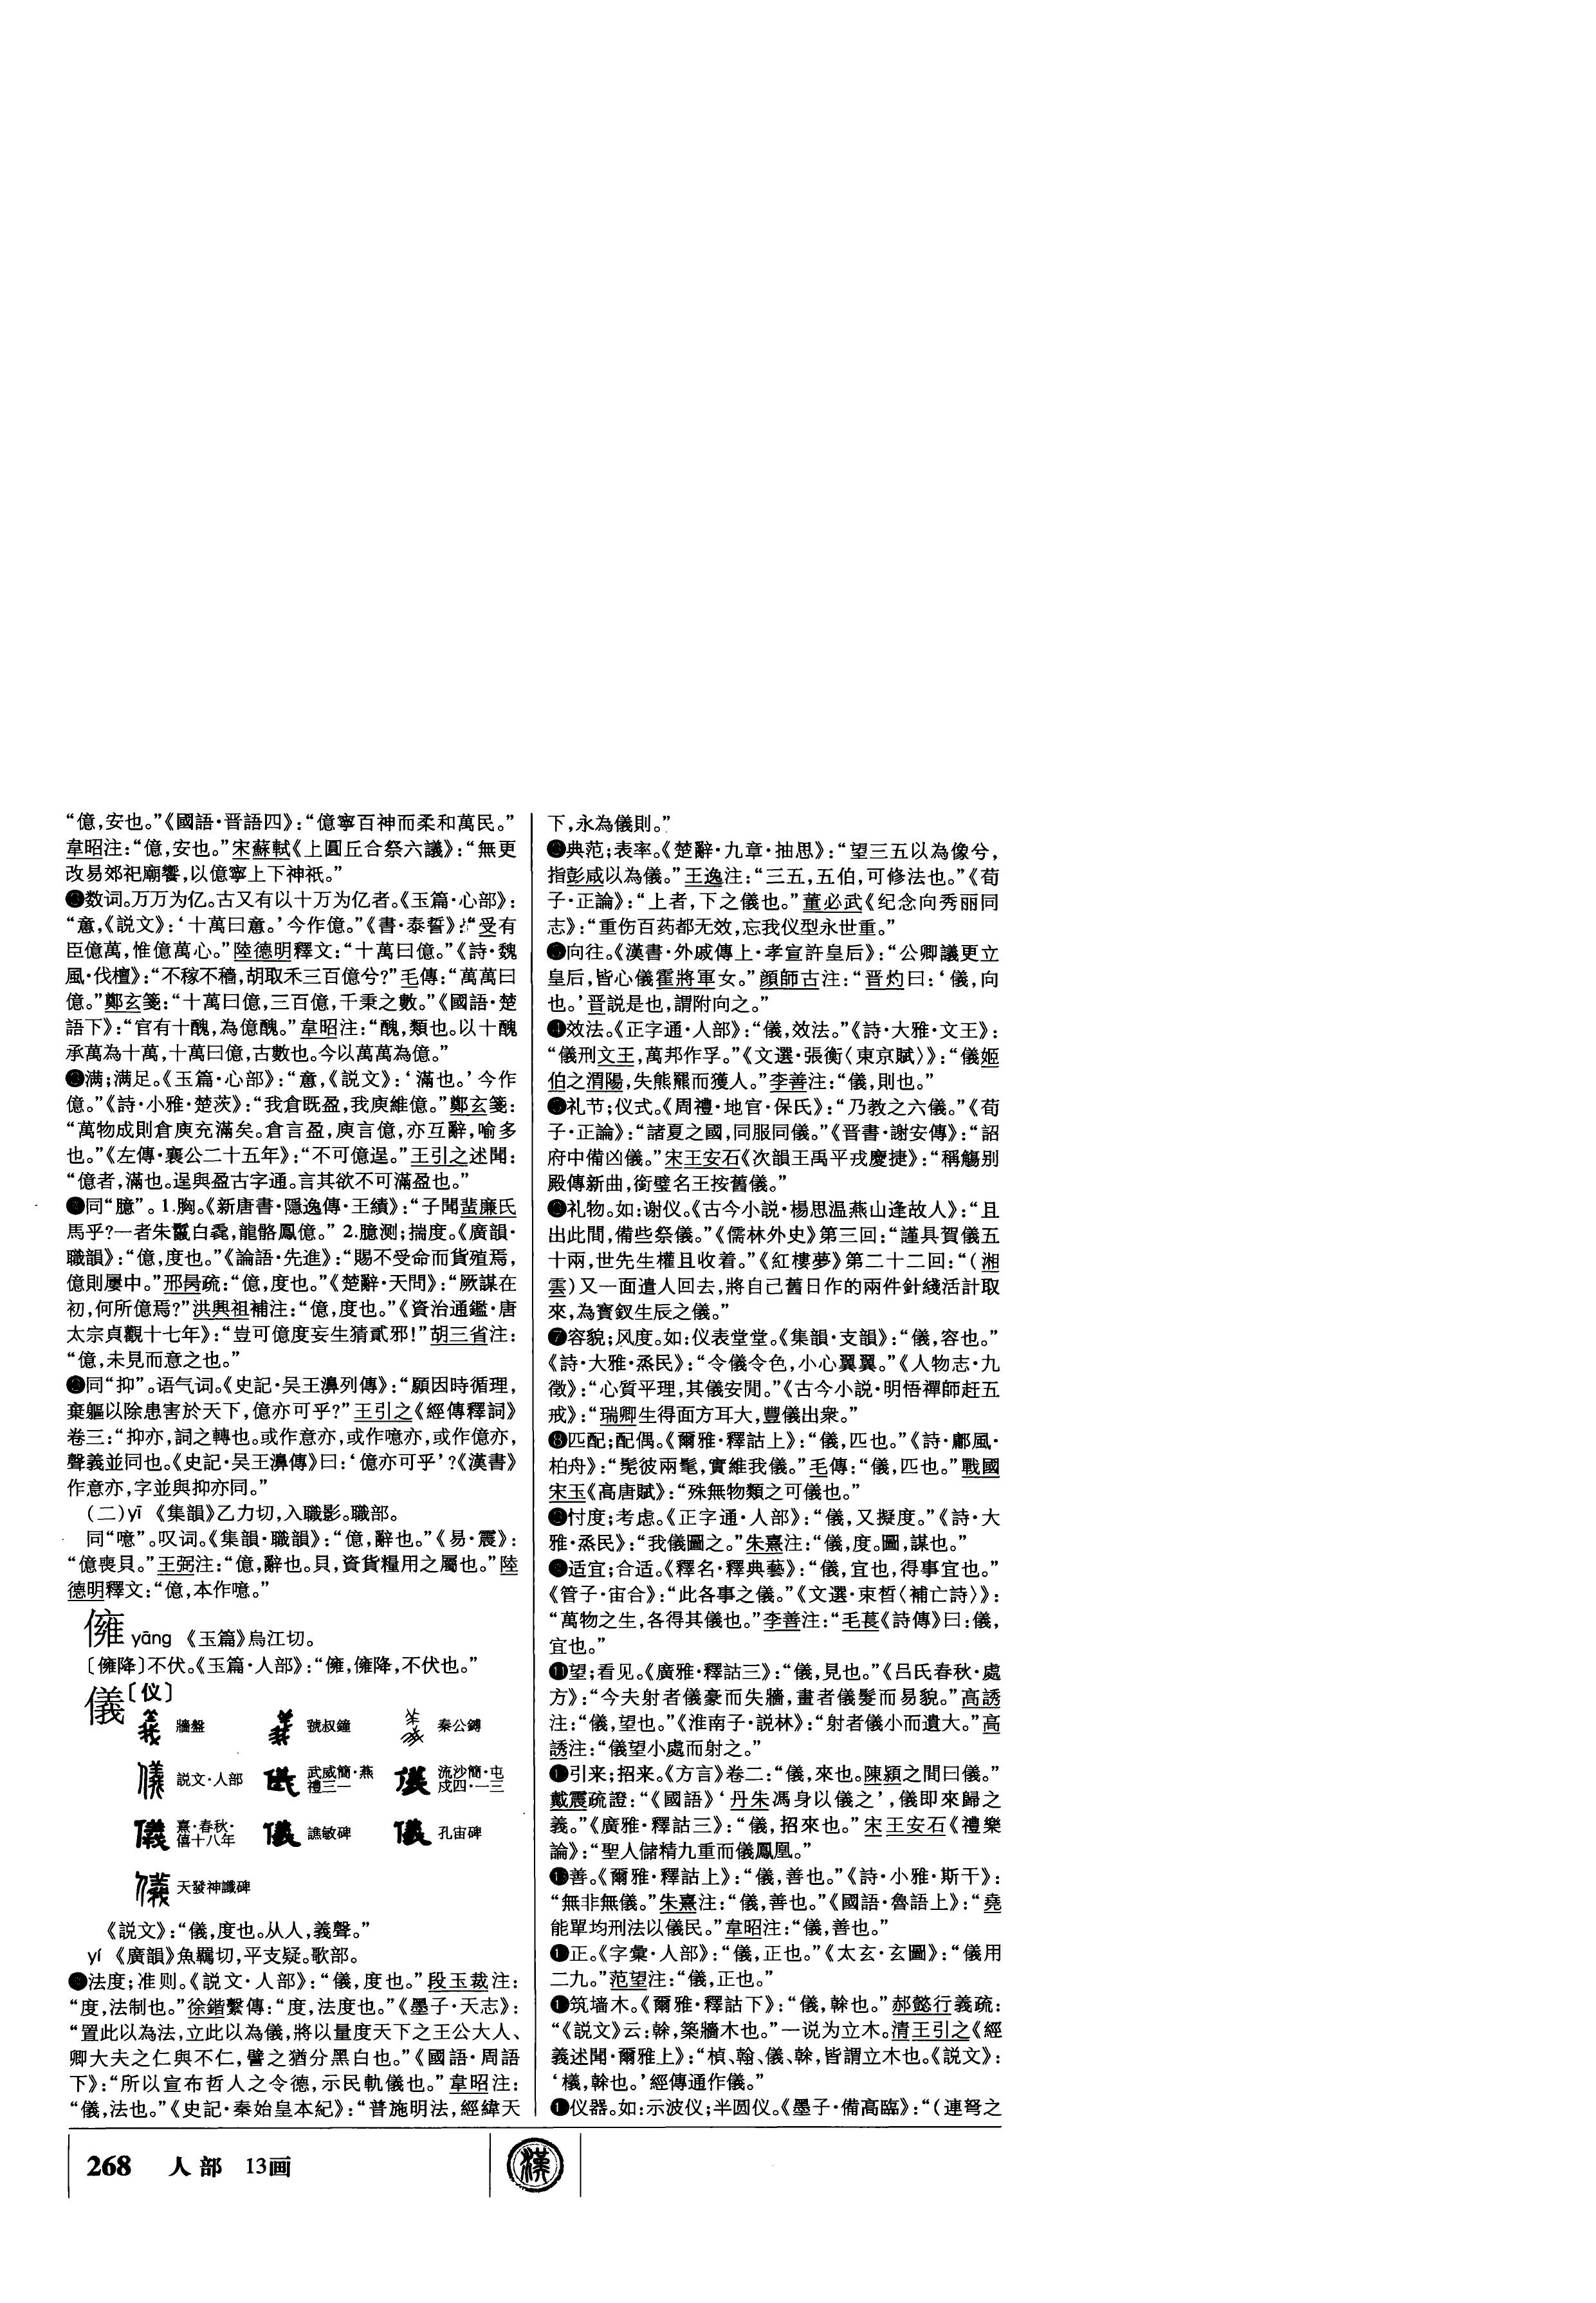 “億，安也。”《國語·晋語四》：“億寧百神而柔和萬民。”
韋昭注：“億，安也。”宋蘇軾《上圓丘合祭六議》：“無更
改易郊祀廟饗，以億寧上下神祇。”
數词。万万为亿。古又有以十万为亿者。《玉篇·心部》：
“意，《説文》：‘十萬曰意。’今作億。”《書·泰誓》：“受有
臣億萬，惟億萬心。”陸德明釋文：“十萬曰億。”《詩·魏
風·伐檀》：“不稼不穡，胡取禾三百億兮？”毛傳：“萬萬曰
億。”鄭玄箋：“十萬曰億，三百億，千秉之數。”《國語·楚
語下》：“官有十醜，為億醜。”韋昭注：“醜，類也。以十醜
承萬為十萬，十萬曰億，古數也。今以萬萬為億。”
满；满足。《玉篇·心部》：“意，《説文》：‘滿也。’今作
億。”《詩·小雅·楚茨》：“我倉既盈，我庾維億。”鄭玄箋：
“萬物成則倉庾充滿矣。倉言盈，庾言億，亦互辭，喻多
也。”《左傳·襄公二十五年》：“不可億逞。”王引之述聞：
“億者，滿也。逞與盈古字通。言其欲不可滿盈也。”
同“臆”。1.胸。《新唐書·隱逸傳·王績》：“子聞蜚廉氏
馬乎？一者朱鬣白毳，龍骼鳳億。”2.臆测；揣度。《廣韻·
職韻》：“億，度也。”《論語·先進》：“賜不受命而貨殖焉，
億則屢中。”邢昺疏：“億，度也。”《楚辭·天問》：“厥謀在
初，何所億焉？”洪興祖補注：“億，度也。”《資治通鑑·唐
太宗貞觀十七年》：“豈可億度妄生猜貳邪！”胡三省注：
“億，未見而意之也。”
同“抑”。语气词。《史記·吴王濞列傳》：“願因時循理，
棄軀以除患害於天下，億亦可乎？”王引之《經傳釋詞》
卷三：“抑亦，詞之轉也。或作意亦，或作噫亦，或作億亦，
聲義並同也。《史記·吴王濞傳》曰：‘億亦可乎’？《漢書》
作意亦，字並與抑亦同。”
（二）yī 《集韻》乙力切，入職影。職部。
同“噫”。叹词。《集韻·職韻》：“億，辭也。”《易·震》：
“億喪貝。”王弼注：“億，辭也。貝，資貨糧用之屬也。”陸
德明釋文：“億，本作噫。”
傭 yāng 《玉篇》烏江切。
〔傭降〕不伏。《玉篇·人部》：“傭，傭降，不伏也。”
儀〔仪〕
牆盤 虢叔鐘 秦公鎛
説文·人部 武威簡·燕禮三一 流沙簡·屯戍四·一三
熹·春秋·僖十八年 譙敏碑 孔宙碑
天發神讖碑
《説文》：“儀，度也。从人，義聲。”
yí 《廣韻》魚羈切，平支疑。歌部。
法度；准则。《説文·人部》：“儀，度也。”段玉裁注：
“度，法制也。”徐鍇繫傳：“度，法度也。”《墨子·天志》：
“置此以為法，立此以為儀，將以量度天下之王公大人、
卿大夫之仁與不仁，譬之猶分黑白也。”《國語·周語
下》：“所以宣布哲人之令德，示民軌儀也。”韋昭注：
“儀，法也。”《史記·秦始皇本紀》：“普施明法，經緯天
下，永為儀則。”
典范；表率。《楚辭·九章·抽思》：“望三五以為像兮，
指彭咸以為儀。”王逸注：“三五，五伯，可修法也。”《荀
子·正論》：“上者，下之儀也。”董必武《纪念向秀丽同
志》：“重伤百药都无效，忘我仪型永世重。”
向往。《漢書·外戚傳上·孝宣許皇后》：“公卿議更立
皇后，皆心儀霍將軍女。”顔師古注：“晋灼曰：‘儀，向
也。’晋説是也，謂附向之。”
❹效法。《正字通·人部》：“儀，效法。”《詩·大雅·文王》：
“儀刑文王，萬邦作孚。”《文選·張衡〈東京賦〉》：“儀姬
伯之渭陽，失熊羆而獲人。”李善注：“儀，則也。”
礼节；仪式。《周禮·地官·保氏》：“乃教之六儀。”《荀
子·正論》：“諸夏之國，同服同儀。”《晋書·謝安傳》：“詔
府中備凶儀。”宋王安石《次韻王禹平戎慶捷》：“稱觴别
殿傳新曲，銜璧名王按舊儀。”
礼物。如：谢仪。《古今小説·楊思温燕山逢故人》：“且
出此間，備些祭儀。”《儒林外史》第三回：“謹具賀儀五
十兩，世先生權且收着。”《紅樓夢》第二十二回：“（湘
雲）又一面遣人回去，將自己舊日作的兩件針綫活計取
來，為寶釵生辰之儀。”
❼容貌；风度。如：仪表堂堂。《集韻·支韻》：“儀，容也。”
《詩·大雅·烝民》：“令儀令色，小心翼翼。”《人物志·九
徵》：“心質平理，其儀安閒。”《古今小説·明悟禪師赶五
戒》：“瑞卿生得面方耳大，豐儀出衆。”
❽匹配；配偶。《爾雅·釋詁上》：“儀，匹也。”《詩·鄘風·
柏舟》：“髧彼兩髦，實維我儀。”毛傳：“儀，匹也。”戰國
宋玉《高唐賦》：“殊無物類之可儀也。”
忖度；考虑。《正字通·人部》：“儀，又擬度。”《詩·大
雅·烝民》：“我儀圖之。”朱熹注：“儀，度。圖，謀也。”
适宜；合适。《釋名·釋典藝》：“儀，宜也，得事宜也。”
《管子·宙合》：“此各事之儀。”《文選·束皙〈補亡詩〉》：
“萬物之生，各得其儀也。”李善注：“毛萇《詩傳》曰：儀，
宜也。”
⓫望；看见。《廣雅·釋詁三》：“儀，見也。”《吕氏春秋·處
方》：“今夫射者儀豪而失牆，畫者儀髮而易貌。”高誘
注：“儀，望也。”《淮南子·説林》：“射者儀小而遺大。”高
誘注：“儀望小處而射之。”
引来；招来。《方言》卷二：“儀，來也。陳潁之間曰儀。”
戴震疏證：“《國語》‘丹朱馮身以儀之’，儀即來歸之
義。”《廣雅·釋詁三》：“儀，招來也。”宋王安石《禮樂
論》：“聖人儲精九重而儀鳳凰。”
善。《爾雅·釋詁上》：“儀，善也。”《詩·小雅·斯干》：
“無非無儀。”朱熹注：“儀，善也。”《國語·魯語上》：“堯
能單均刑法以儀民。”韋昭注：“儀，善也。”
正。《字彙·人部》：“儀，正也。”《太玄·玄圖》：“儀用
二九。”范望注：“儀，正也。”
筑墙木。《爾雅·釋詁下》：“儀，榦也。”郝懿行義疏：
“《説文》云：榦，築牆木也。”一说为立木。清王引之《經
義述聞·爾雅上》：“楨、翰、儀、榦，皆謂立木也。《説文》：
‘檥，榦也。’經傳通作儀。”
仪器。如：示波仪；半圆仪。《墨子·備高臨》：“（連弩之
268 人部 13画
漢